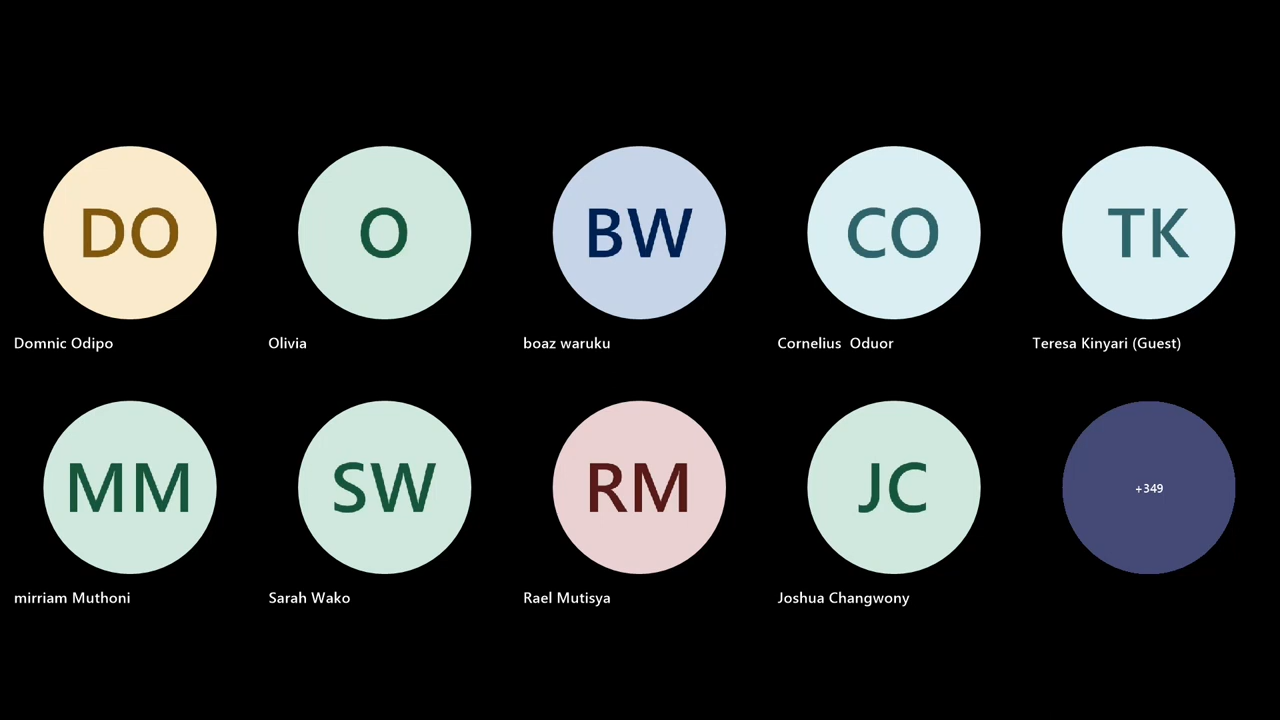 DO
O
BW
CO
TK
Domnic Odipo
Olivia
boaz waruku
Cornelius  Oduor
Teresa Kinyari (Guest)
MM
SW
RM
JC
+349
mirriam Muthoni
Sarah Wako
Rael Mutisya
Joshua Changwony